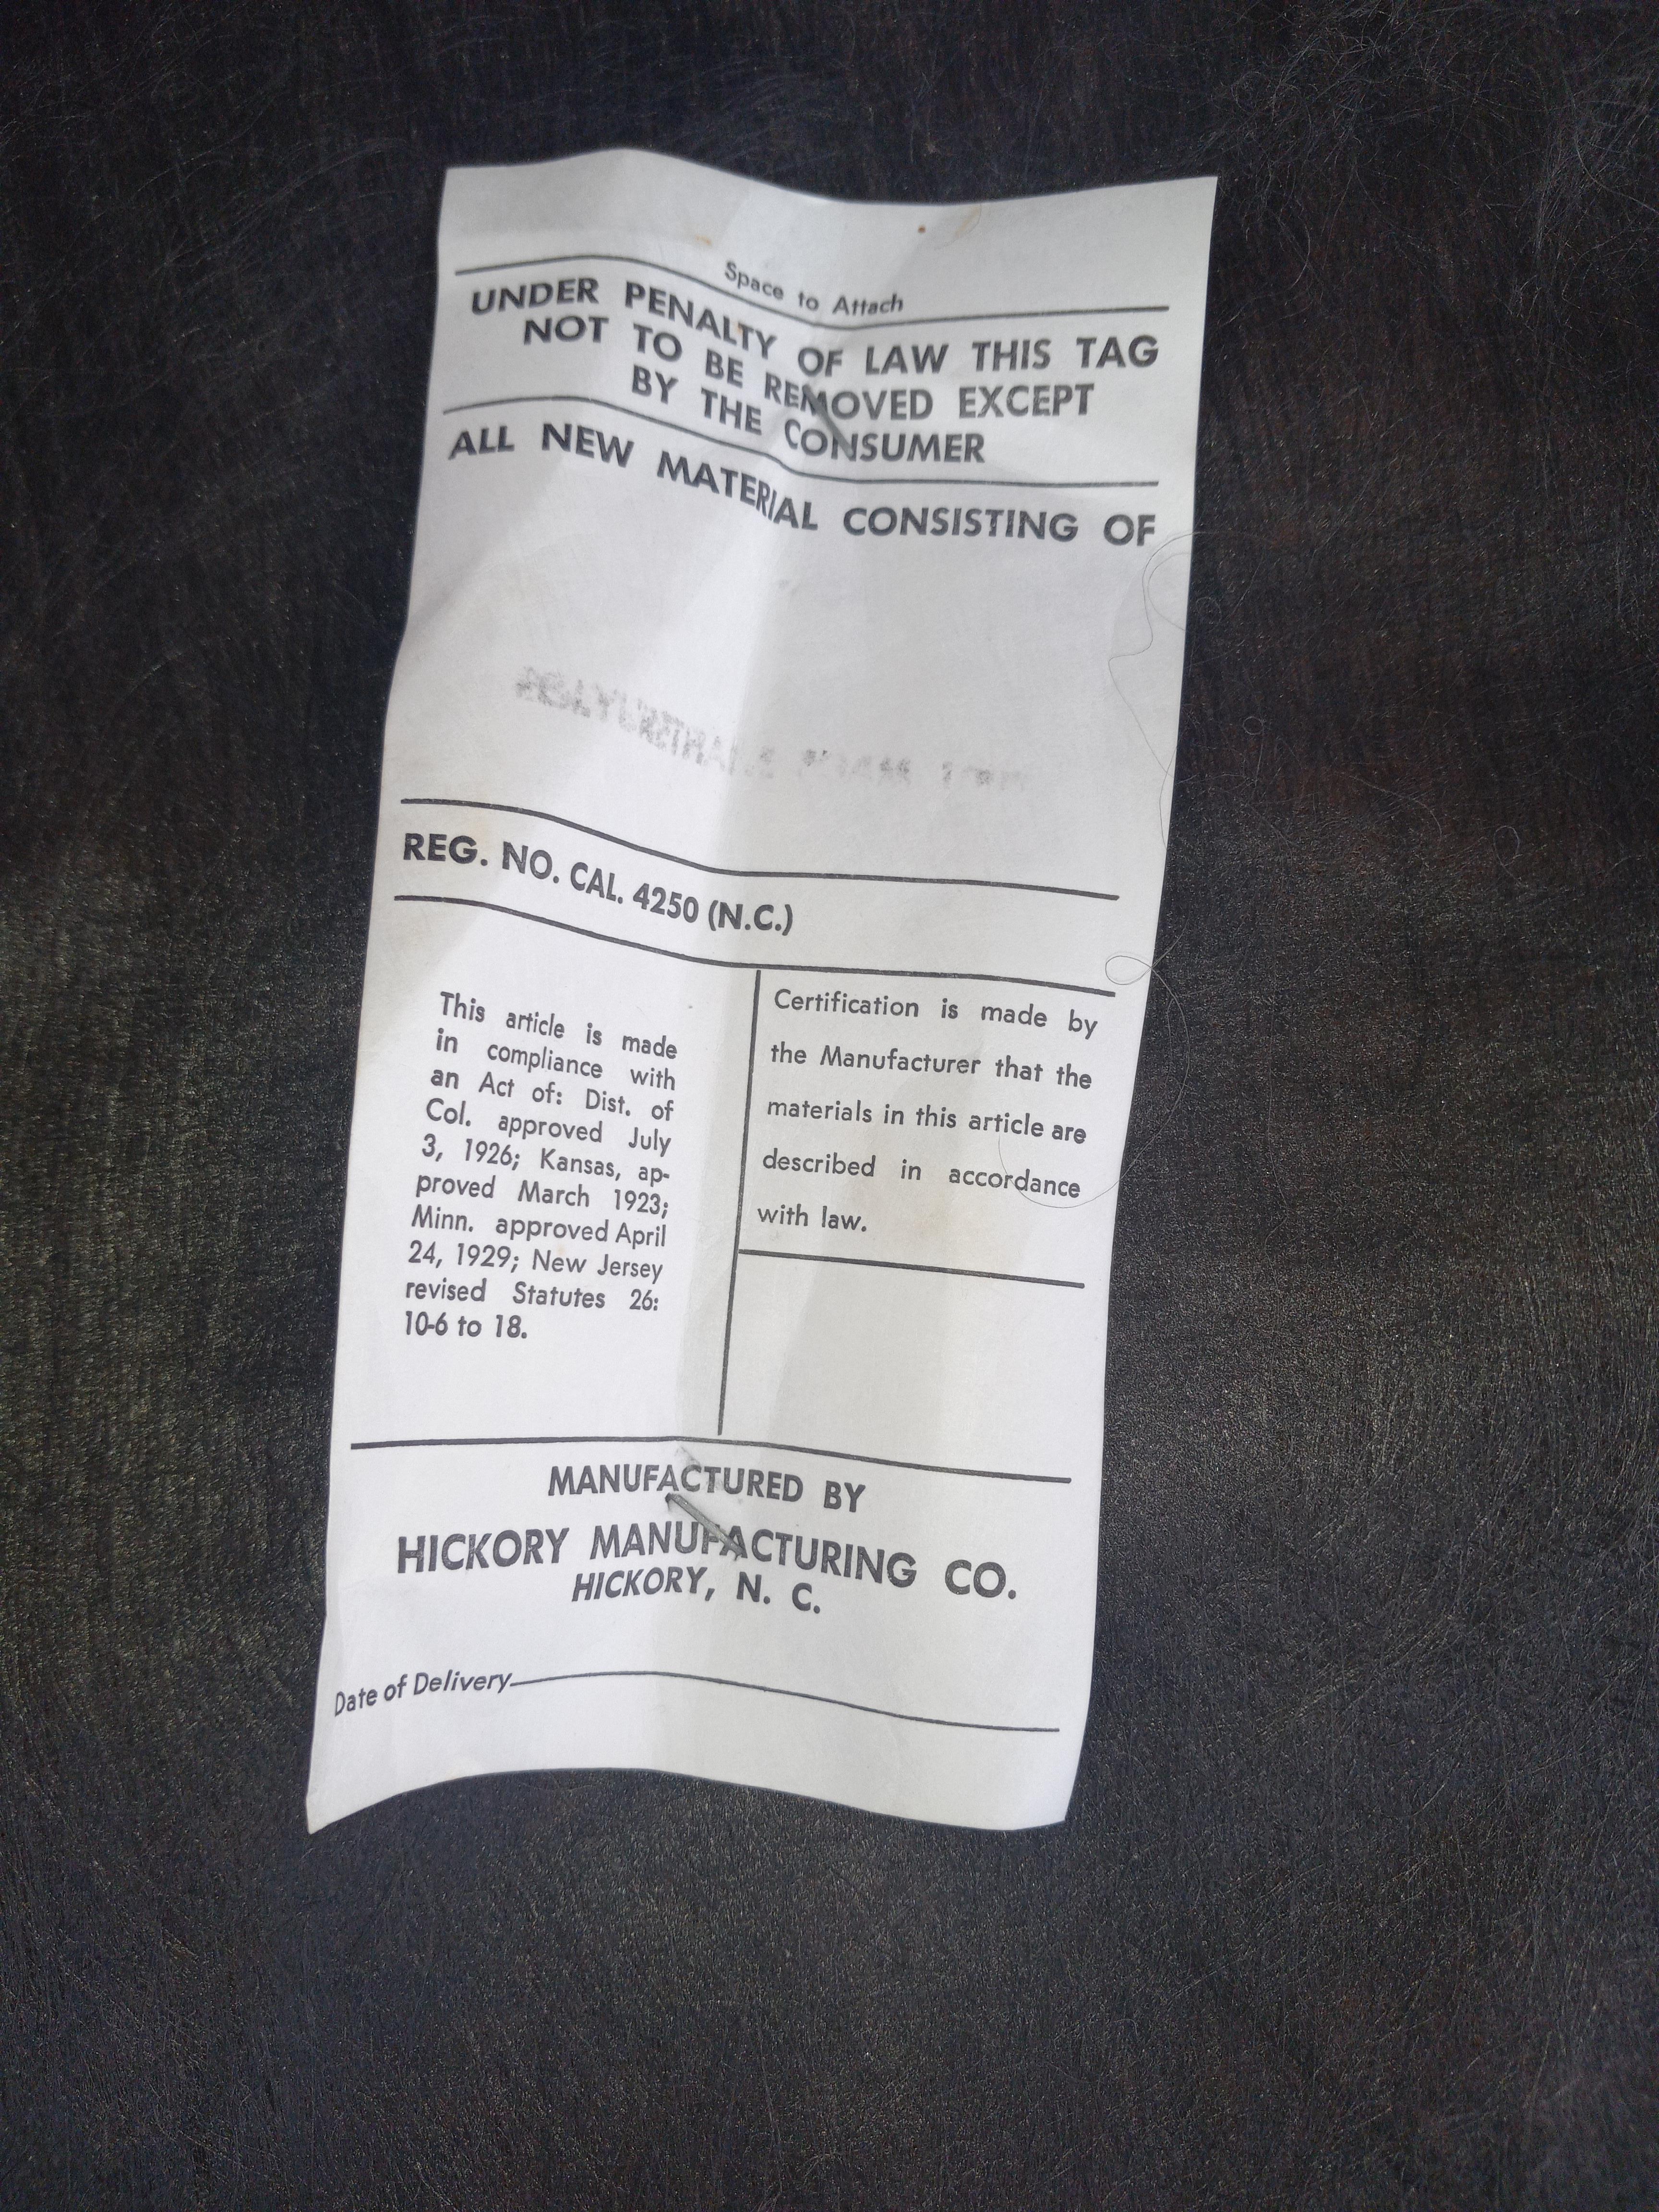 Space to Attach
UNDER PENALTY OF LAW THIS TAG
NOT TO BE REMOVED EXCEPT
BY THE CONSUMER
ALL NEW MATERIAL CONSISTING OF
REG. NO. CAL. 4250 (N.C.)
This article is made
in compliance with
an Act of: Dist. of
Col. approved July
3, 1926; Kansas, ap-
proved March 1923;
Minn. approved April
24, 1929; New Jersey
revised Statutes 26:
10-6 to 18.
Certification is made by
the Manufacturer that the
materials in this article are
described in accordance
with law.
MANUFACTURED BY
HICKORY MANUFACTURING CO.
HICKORY, N. C.
Date of Delivery